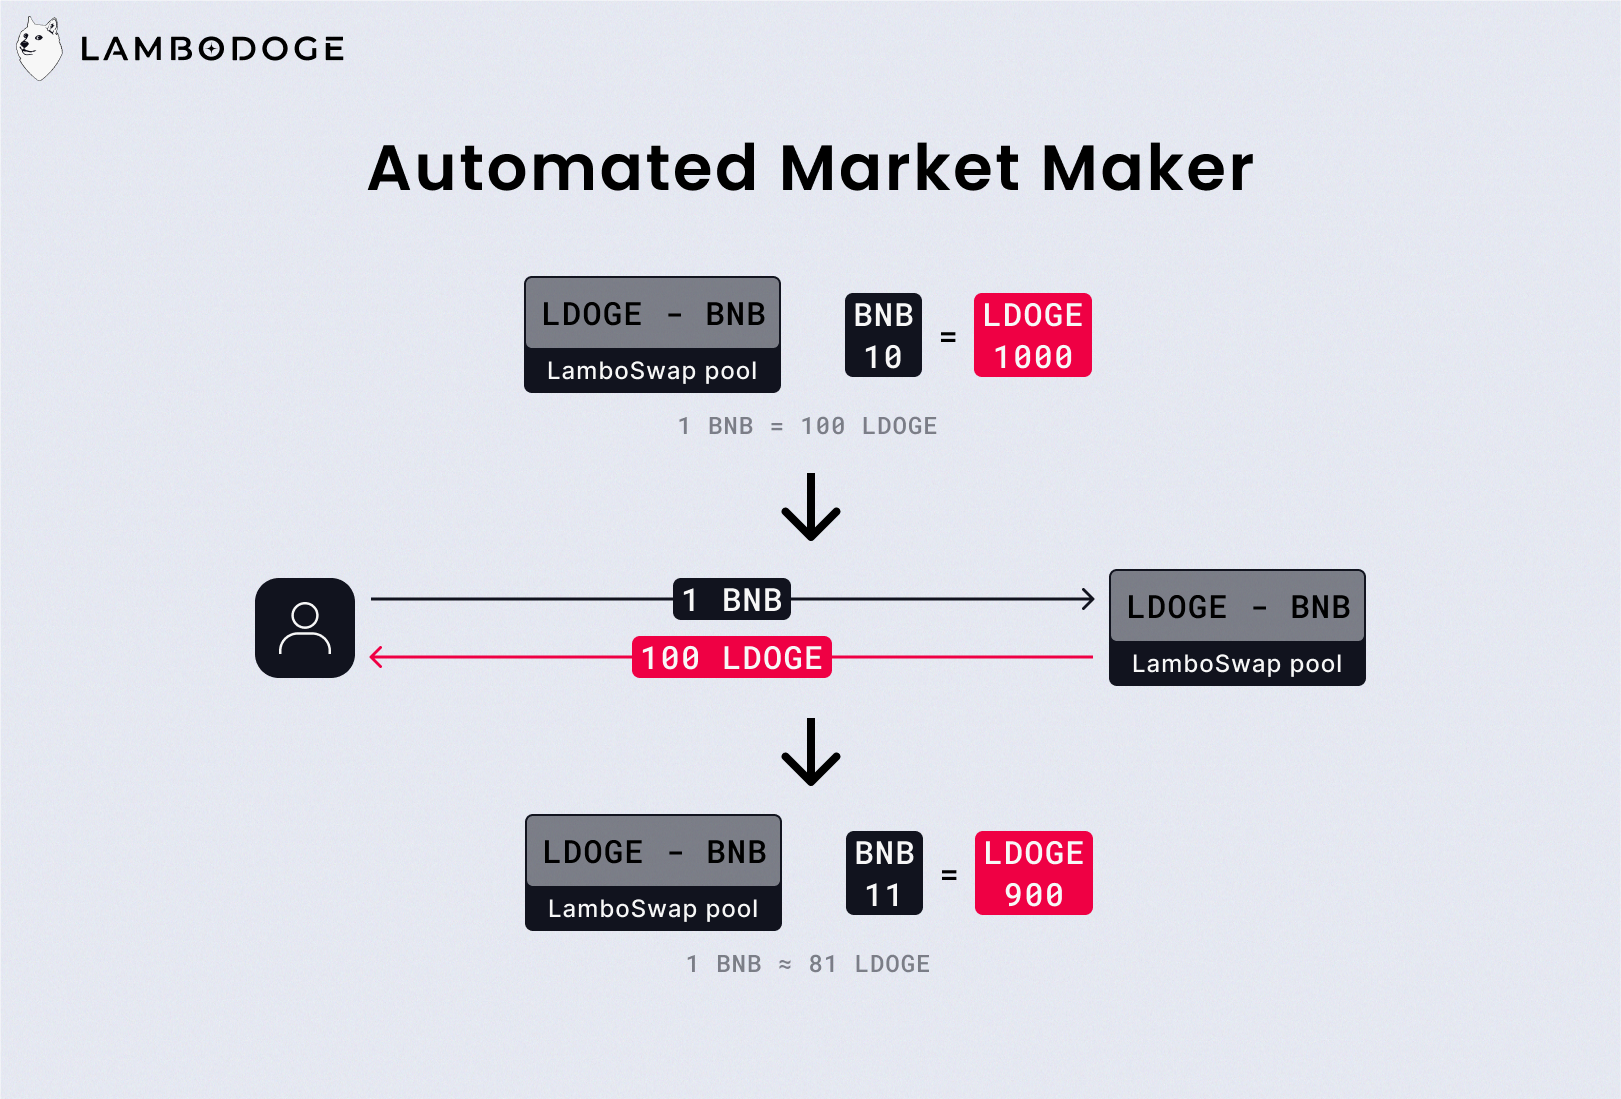 LAMBODOGE
Automated Market Maker
LDOGE - BNB
LamboSwap pool
BNB
10
=
LDOGE
1000
1 BNB = 100 LDOGE
1 BNB
100 LDOGE
LDOGE - BNB
LamboSwap pool
LDOGE - BNB
LamboSwap pool
BNB
11
=
LDOGE
900
1 BNB ≈ 81 LDOGE